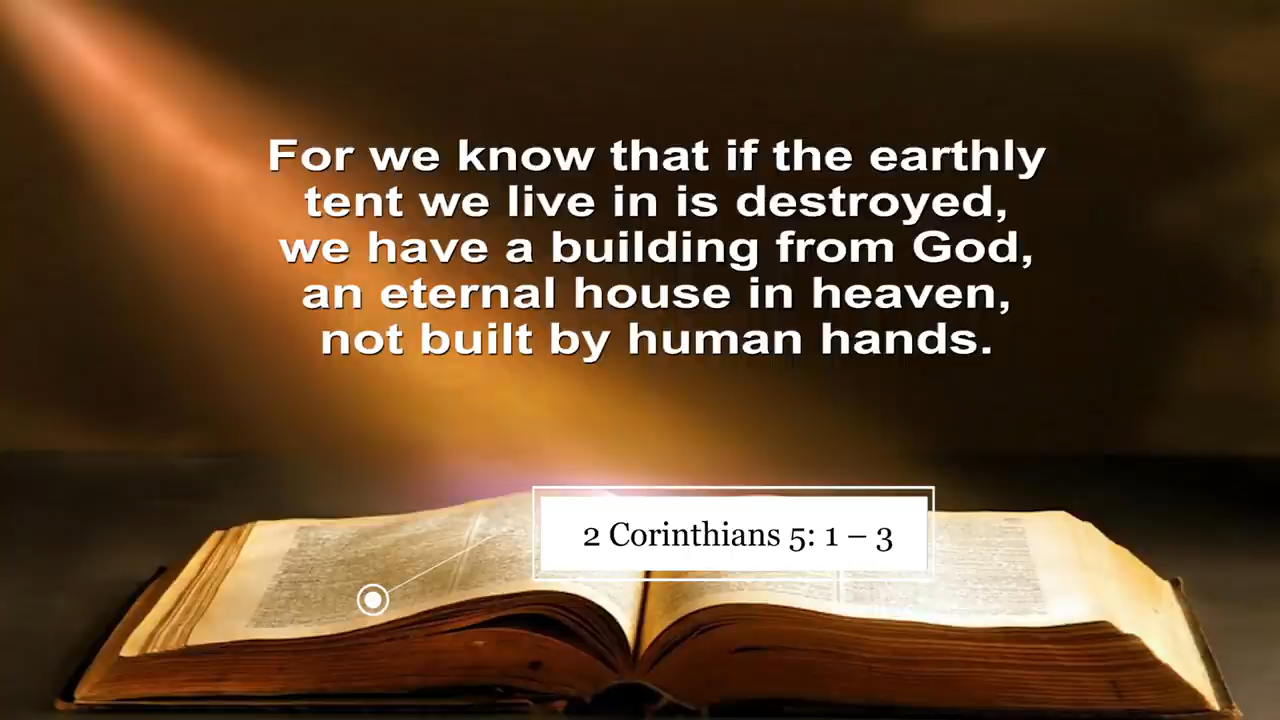 For we know that if the earthly
tent we live in is destroyed,
we have a building from God,
an eternal house in heaven,
not built by human hands.
2 Corinthians 5: 1 – 3